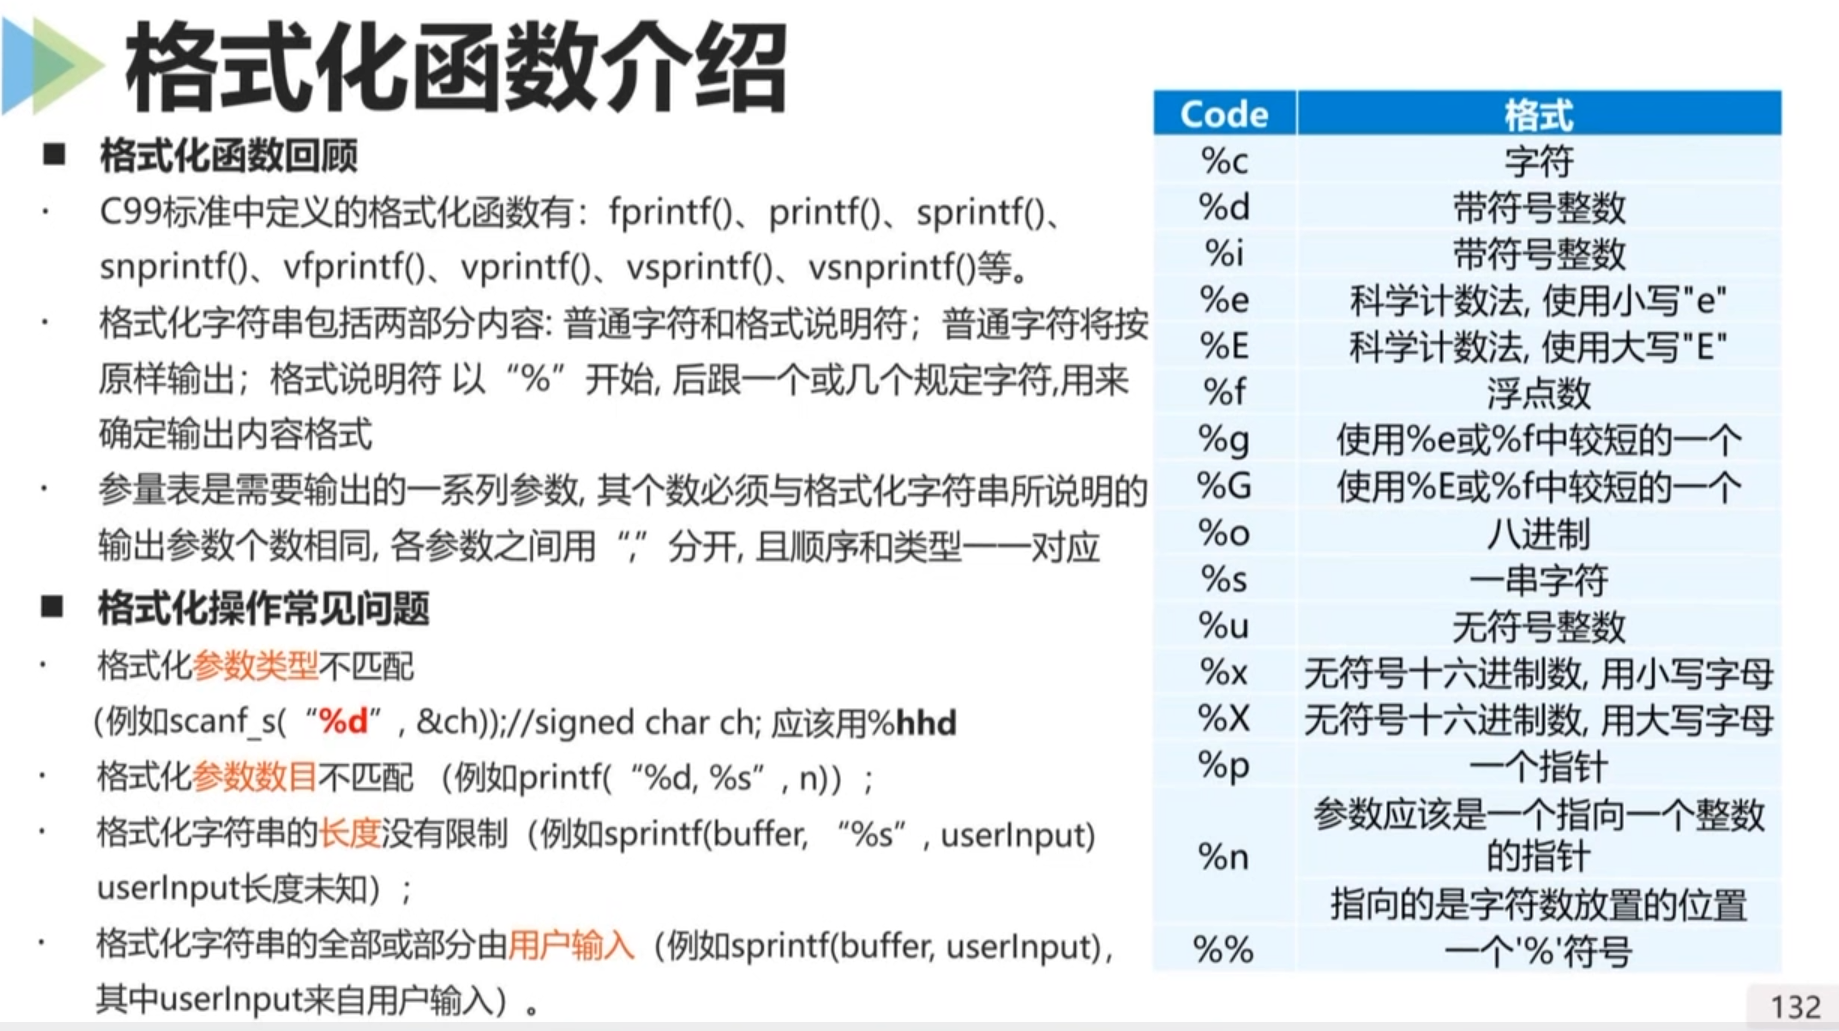 格式化函数介绍
■ 格式化函数回顾
· C99标准中定义的格式化函数有：fprintf()、printf()、sprintf()、
snprintf()、vfprintf()、vprintf()、vsprintf()、vsnprintf()等。
· 格式化字符串包括两部分内容: 普通字符和格式说明符；普通字符将按
原样输出；格式说明符 以“%”开始, 后跟一个或几个规定字符,用来
确定输出内容格式
· 参量表是需要输出的一系列参数, 其个数必须与格式化字符串所说明的
输出参数个数相同, 各参数之间用“,”分开, 且顺序和类型一一对应
■ 格式化操作常见问题
· 格式化参数类型不匹配
(例如scanf_s(“%d”, &ch));//signed char ch; 应该用%hhd
· 格式化参数数目不匹配 （例如printf(“%d, %s”, n)）;
· 格式化字符串的长度没有限制（例如sprintf(buffer, “%s”, userInput)
userInput长度未知）;
· 格式化字符串的全部或部分由用户输入（例如sprintf(buffer, userInput),
其中userInput来自用户输入）。
Code 格式
%c 字符
%d 带符号整数
%i 带符号整数
%e 科学计数法, 使用小写"e"
%E 科学计数法, 使用大写"E"
%f 浮点数
%g 使用%e或%f中较短的一个
%G 使用%E或%f中较短的一个
%o 八进制
%s 一串字符
%u 无符号整数
%x 无符号十六进制数, 用小写字母
%X 无符号十六进制数, 用大写字母
%p 一个指针
%n 参数应该是一个指向一个整数
的指针
指向的是字符数放置的位置
%% 一个'%'符号
132